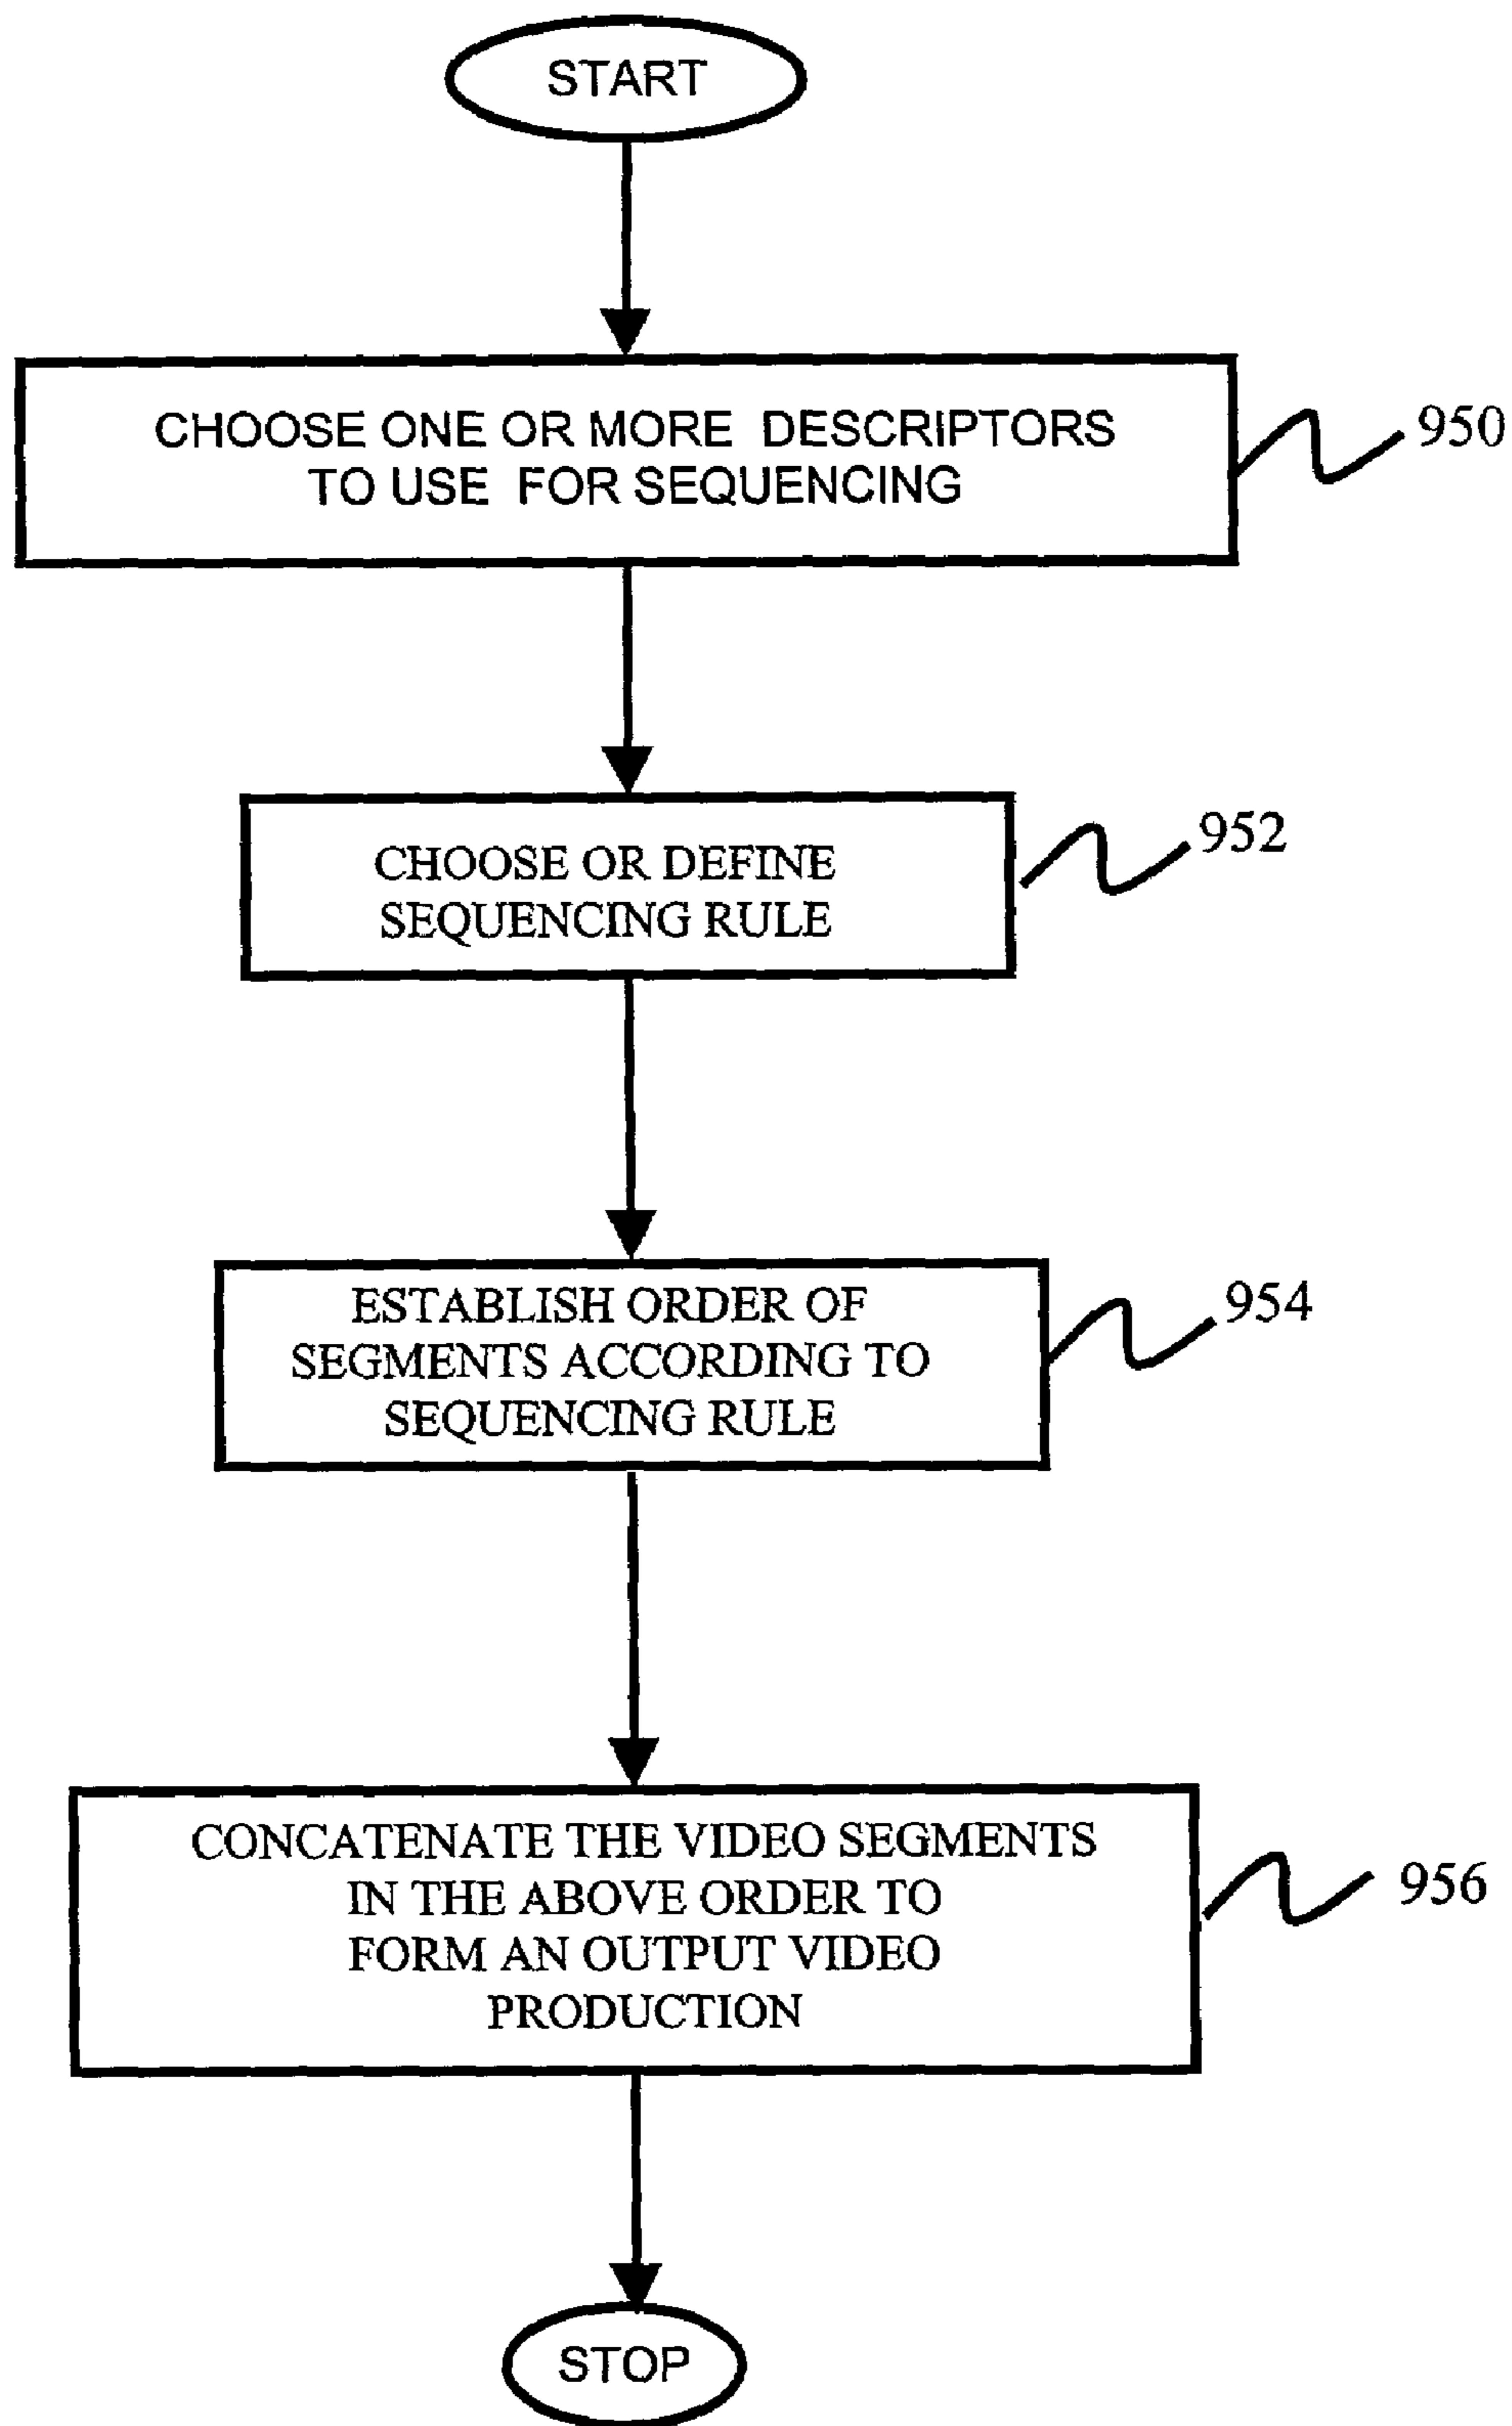 START
CHOOSE ONE OR MORE DESCRIPTORS
TO USE FOR SEQUENCING
950
CHOOSE OR DEFINE
SEQUENCING RULE
952
ESTABLISH ORDER OF
SEGMENTS ACCORDING TO
SEQUENCING RULE
954
CONCATENATE THE VIDEO SEGMENTS
IN THE ABOVE ORDER TO
FORM AN OUTPUT VIDEO
PRODUCTION
956
STOP